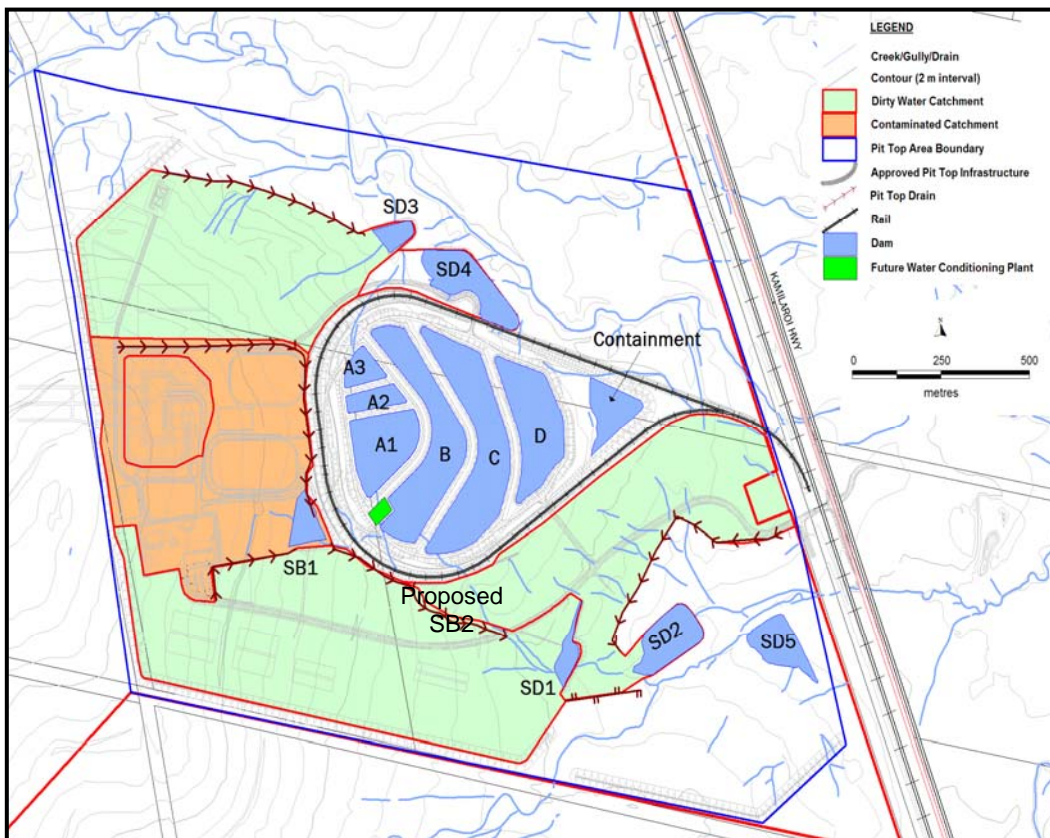 LEGEND
Creek/Gully/Drain
Contour (2 m interval)
Dirty Water Catchment
Contaminated Catchment
Pit Top Area Boundary
Approved Pit Top Infrastructure
Pit Top Drain
Rail
Dam
Future Water Conditioning Plant
N
0 250 500
metres
KAMILAROI HWY
SD3
SD4
Containment
A3
A2
A1
B
C
D
SB1
Proposed
SB2
SD1
SD2
SD5